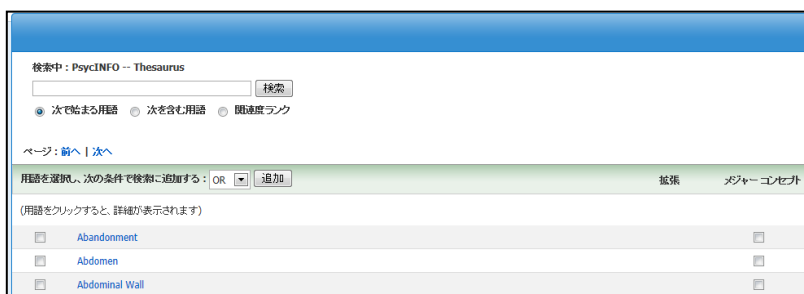 検索中 : PsycINFO -- Thesaurus
検索
次で始まる用語 次を含む用語 関連度ランク
ページ : 前へ | 次へ
用語を選択し、次の条件で検索に追加する : OR 追加 拡張 メジャー コンセプト
(用語をクリックすると、詳細が表示されます)
Abandonment
Abdomen
Abdominal Wall